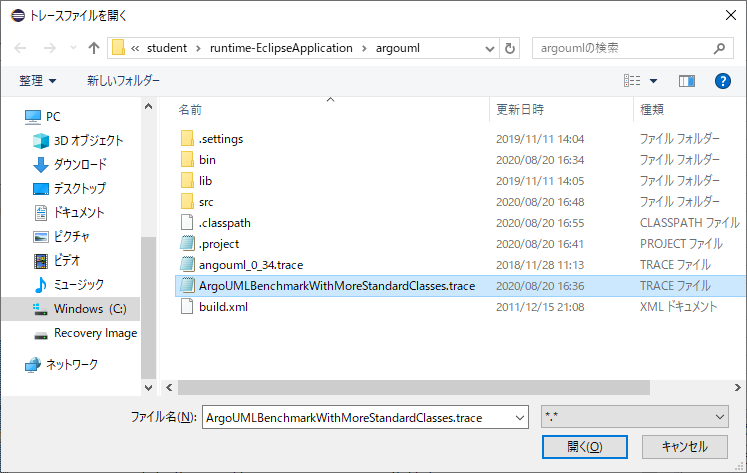 トレースファイルを開く
« student › runtime-EclipseApplication › argouml
argoumlの検索
整理
新しいフォルダー
PC
3D オブジェクト
ダウンロード
デスクトップ
ドキュメント
ピクチャ
ビデオ
ミュージック
Windows (C:)
Recovery Image
ネットワーク
名前 更新日時 種類
.settings 2019/11/11 14:04 ファイル フォルダー
bin 2020/08/20 16:34 ファイル フォルダー
lib 2019/11/11 14:05 ファイル フォルダー
src 2020/08/20 16:48 ファイル フォルダー
.classpath 2020/08/20 16:55 CLASSPATH ファイル
.project 2020/08/20 16:41 PROJECT ファイル
angouml_0_34.trace 2018/11/28 11:13 TRACE ファイル
ArgoUMLBenchmarkWithMoreStandardClasses.trace 2020/08/20 16:36 TRACE ファイル
build.xml 2011/12/15 21:08 XML ドキュメント
ファイル名(N): ArgoUMLBenchmarkWithMoreStandardClasses.trace *.*
開く(O) キャンセル